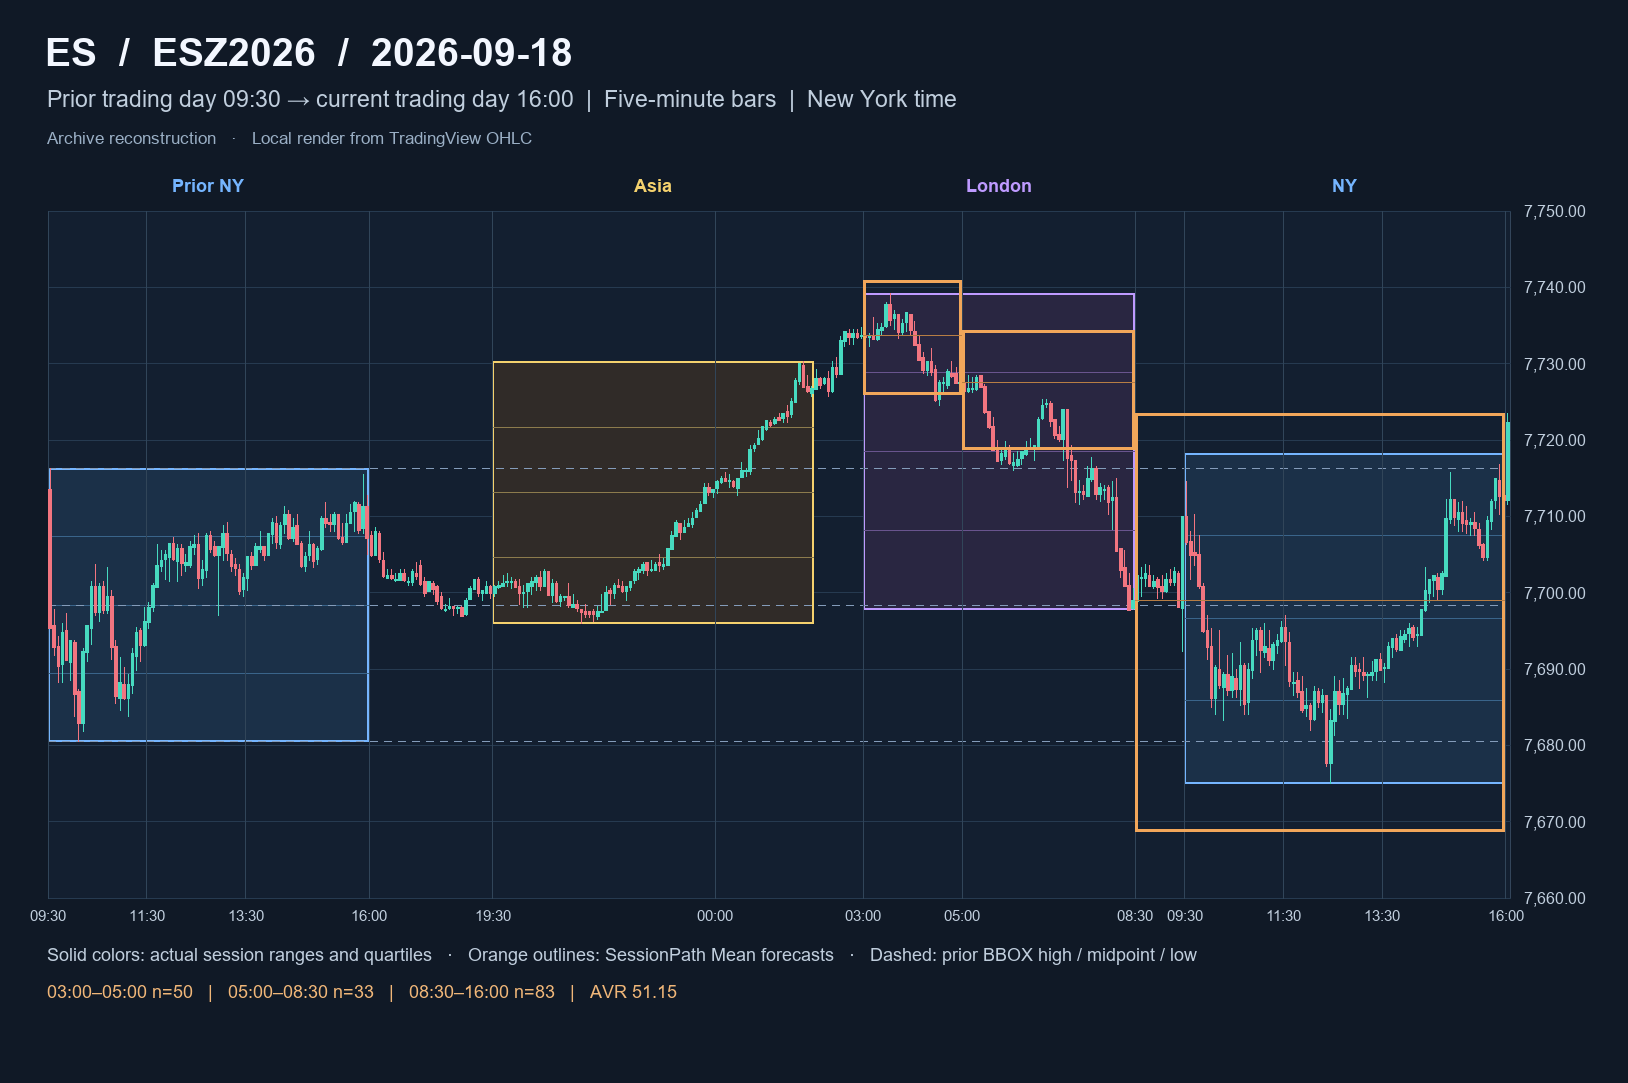 ES / ESZ2026 / 2026-09-18
Prior trading day 09:30 → current trading day 16:00 | Five-minute bars | New York time
Archive reconstruction · Local render from TradingView OHLC
Prior NY Asia London NY
7,750.00
7,740.00
7,730.00
7,720.00
7,710.00
7,700.00
7,690.00
7,680.00
7,670.00
7,660.00
09:30 11:30 13:30 16:00 19:30 00:00 03:00 05:00 08:30 09:30 11:30 13:30 16:00
Solid colors: actual session ranges and quartiles · Orange outlines: SessionPath Mean forecasts · Dashed: prior BBOX high / midpoint / low
03:00–05:00 n=50 | 05:00–08:30 n=33 | 08:30–16:00 n=83 | AVR 51.15